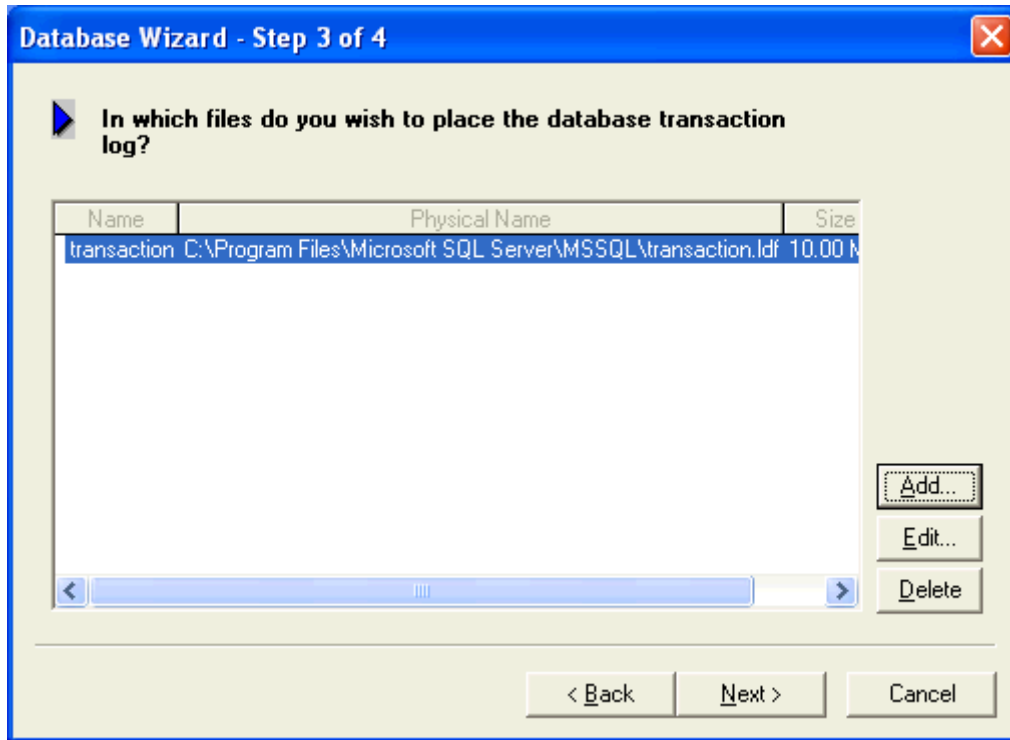 Database Wizard - Step 3 of 4
In which files do you wish to place the database transaction
log?
Name Physical Name Size
transaction C:\Program Files\Microsoft SQL Server\MSSQL\transaction.ldf 10.00 M
Add...
Edit...
Delete
< Back Next > Cancel